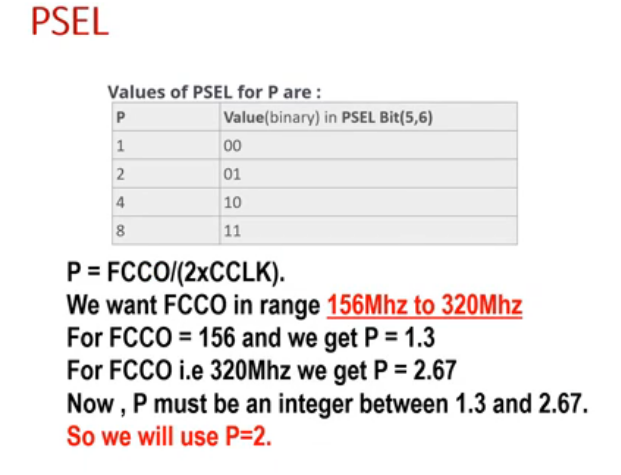 PSEL
Values of PSEL for P are :
P Value(binary) in PSEL Bit(5,6)
1 00
2 01
4 10
8 11
P = FCCO/(2xCCLK).
We want FCCO in range 156Mhz to 320Mhz
For FCCO = 156 and we get P = 1.3
For FCCO i.e 320Mhz we get P = 2.67
Now , P must be an integer between 1.3 and 2.67.
So we will use P=2.